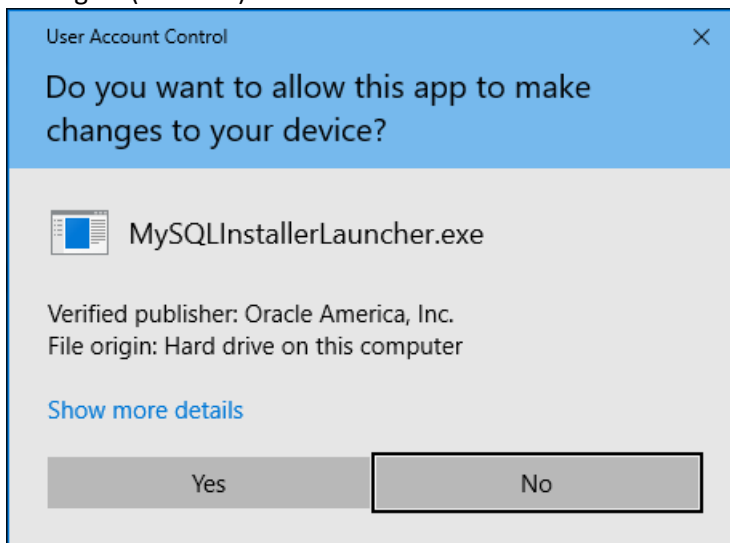 User Account Control
Do you want to allow this app to make
changes to your device?
MySQLInstallerLauncher.exe
Verified publisher: Oracle America, Inc.
File origin: Hard drive on this computer
Show more details
Yes
No